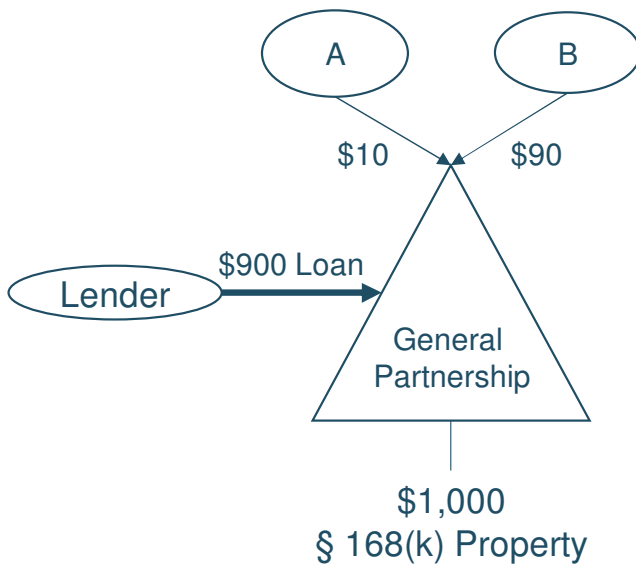 A
B
$10
$90
$900 Loan
Lender
General
Partnership
$1,000
§ 168(k) Property